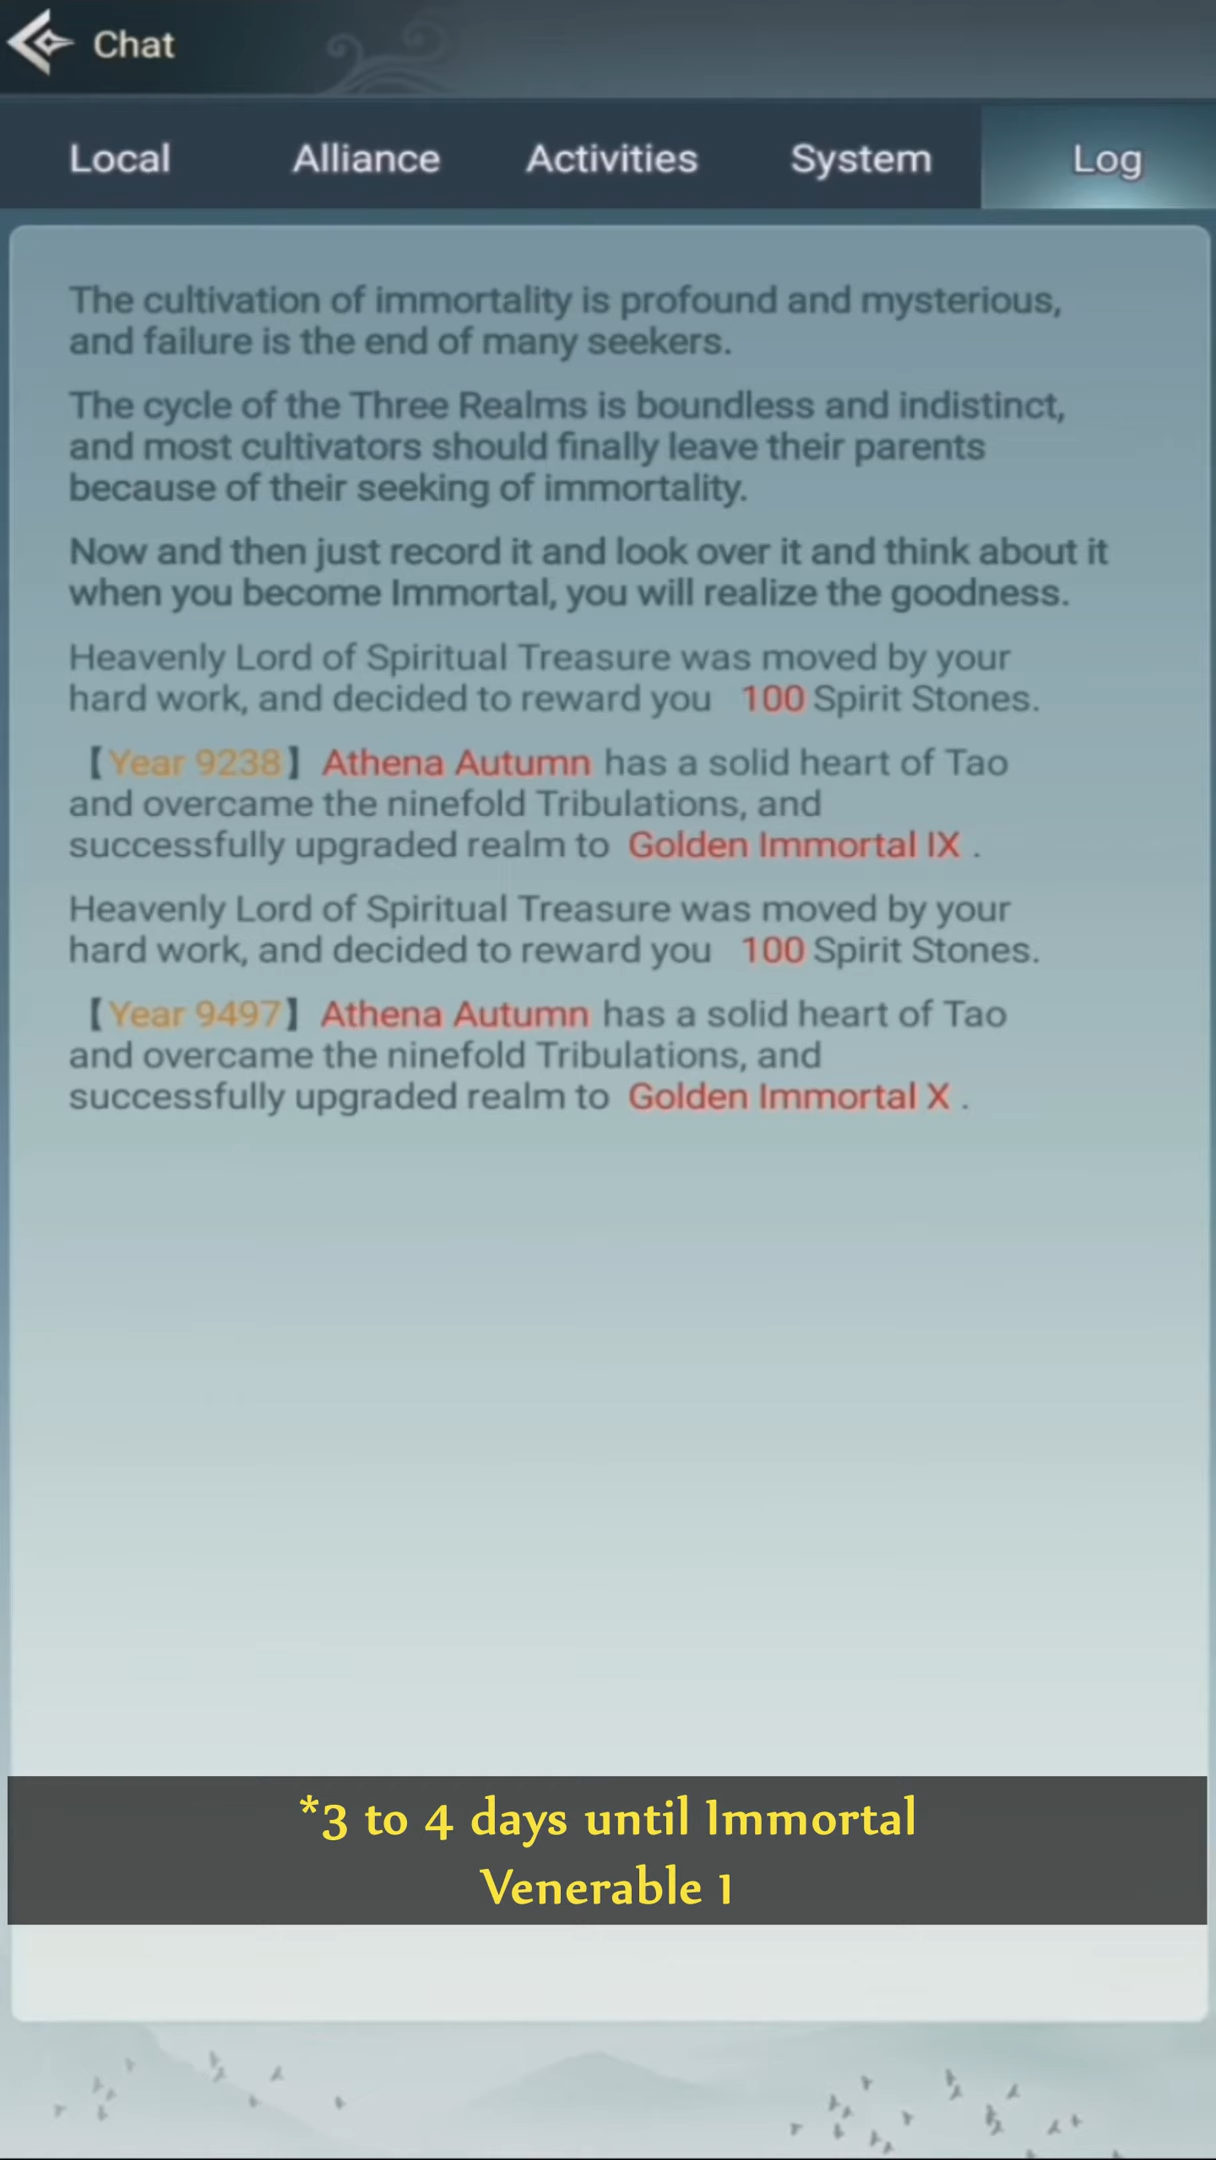 Chat
Local Alliance Activities System Log
The cultivation of immortality is profound and mysterious,
and failure is the end of many seekers.
The cycle of the Three Realms is boundless and indistinct,
and most cultivators should finally leave their parents
because of their seeking of immortality.
Now and then just record it and look over it and think about it
when you become Immortal, you will realize the goodness.
Heavenly Lord of Spiritual Treasure was moved by your
hard work, and decided to reward you 100 Spirit Stones.
【Year 9238】Athena Autumn has a solid heart of Tao
and overcame the ninefold Tribulations, and
successfully upgraded realm to Golden Immortal IX .
Heavenly Lord of Spiritual Treasure was moved by your
hard work, and decided to reward you 100 Spirit Stones.
【Year 9497】Athena Autumn has a solid heart of Tao
and overcame the ninefold Tribulations, and
successfully upgraded realm to Golden Immortal X .
*3 to 4 days until Immortal
Venerable 1